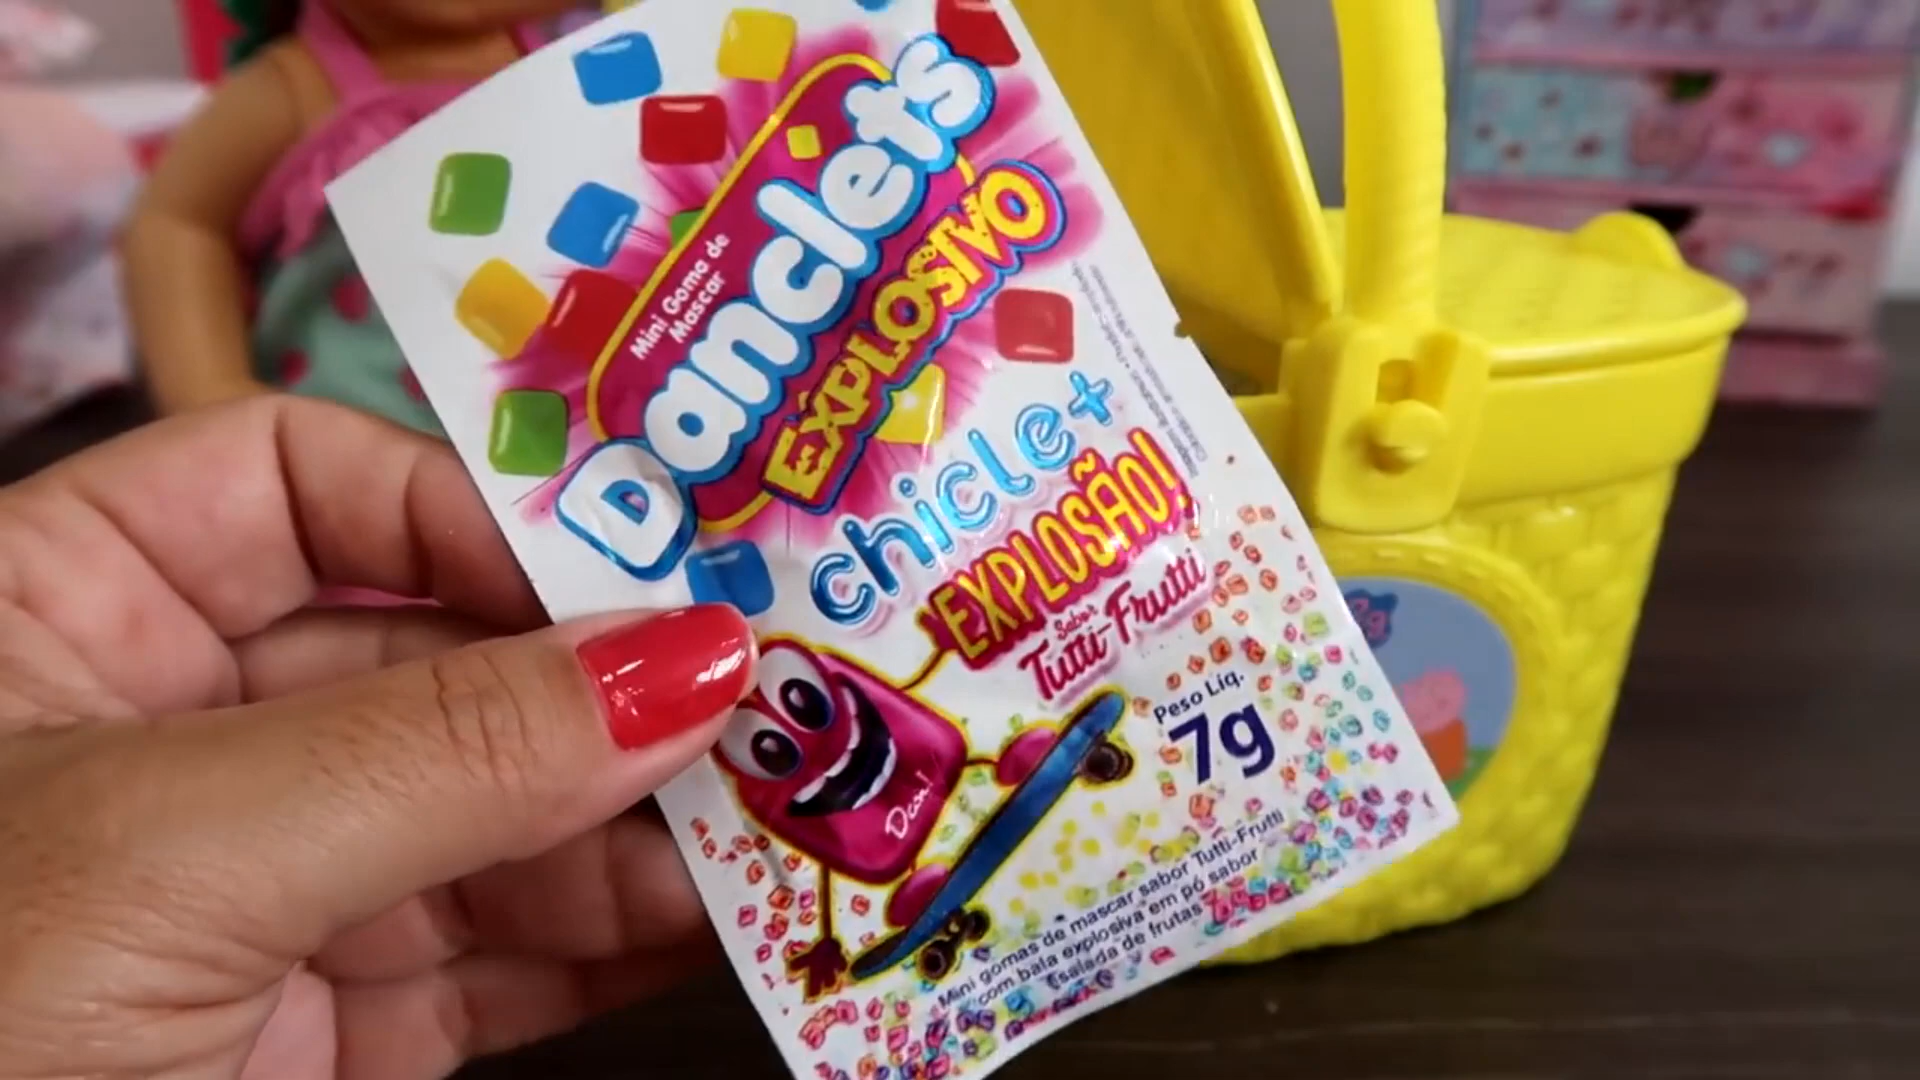 Mini Goma de
Mascar
Danclets
EXPLOSIVO
chicle+
EXPLOSÃO!
Sabor
Tutti-Frutti
Peso Líq.
7g
Dan!
Mini gomas de mascar sabor Tutti-Frutti
com bala explosiva em pó sabor
salada de frutas